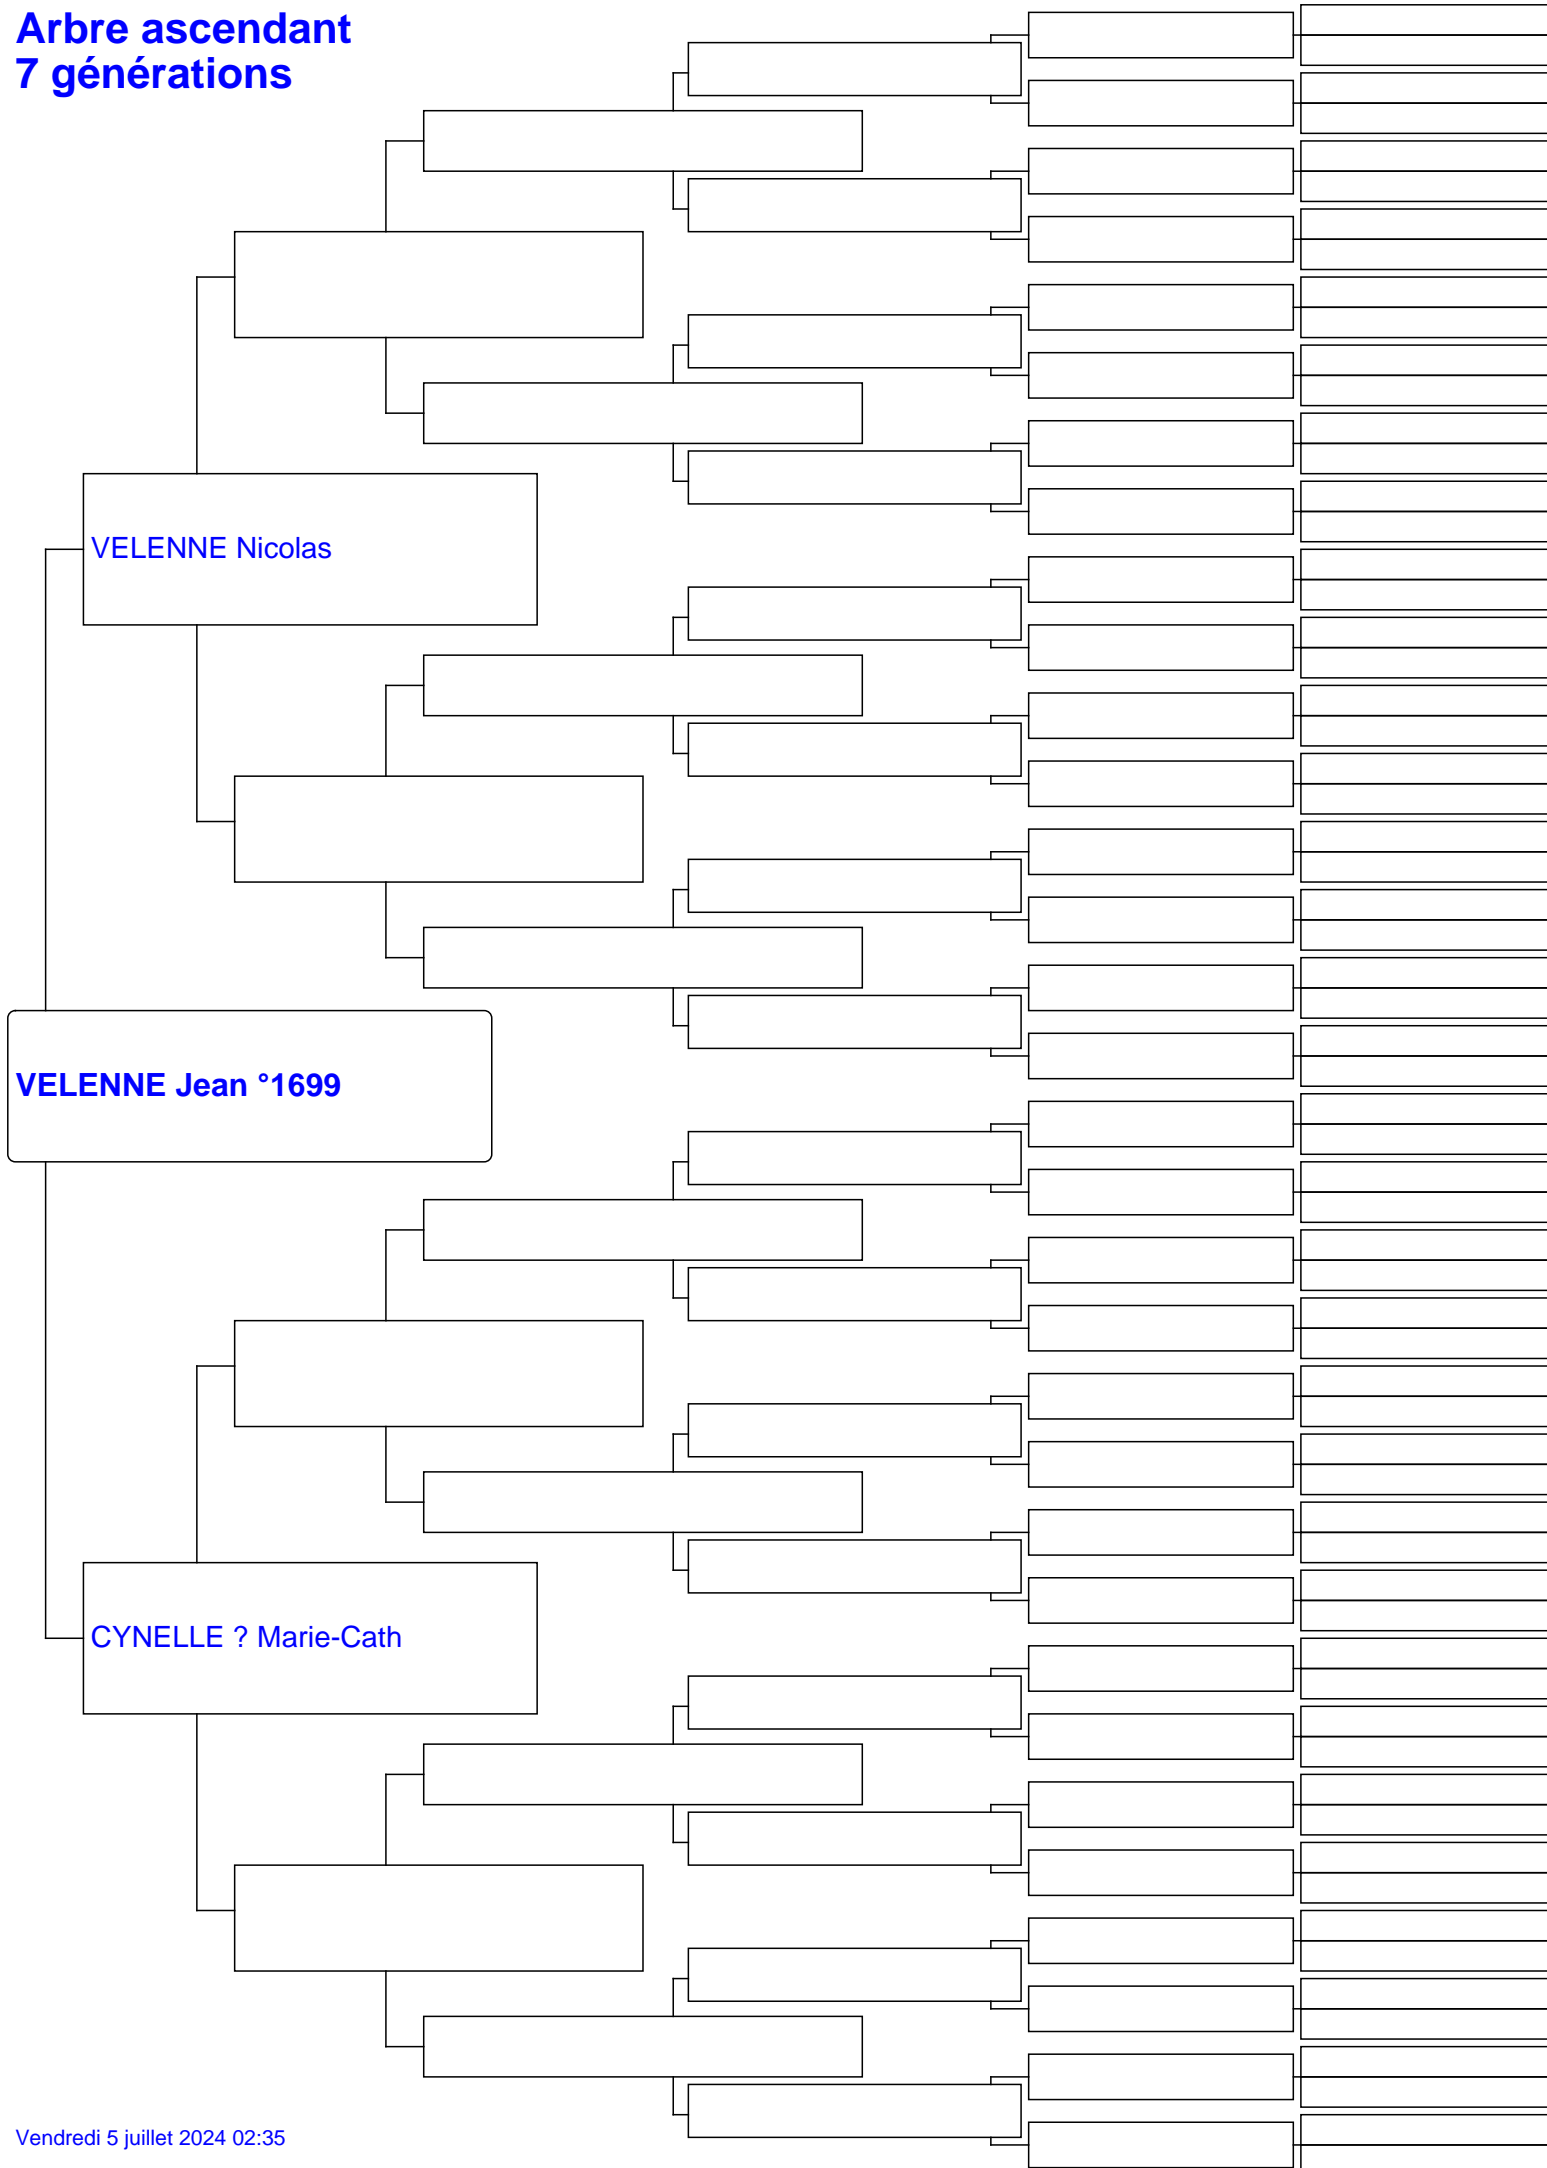 Arbre ascendant
7 générations
VELENNE Nicolas
VELENNE Jean °1699
CYNELLE ? Marie-Cath
Vendredi 5 juillet 2024 02:35